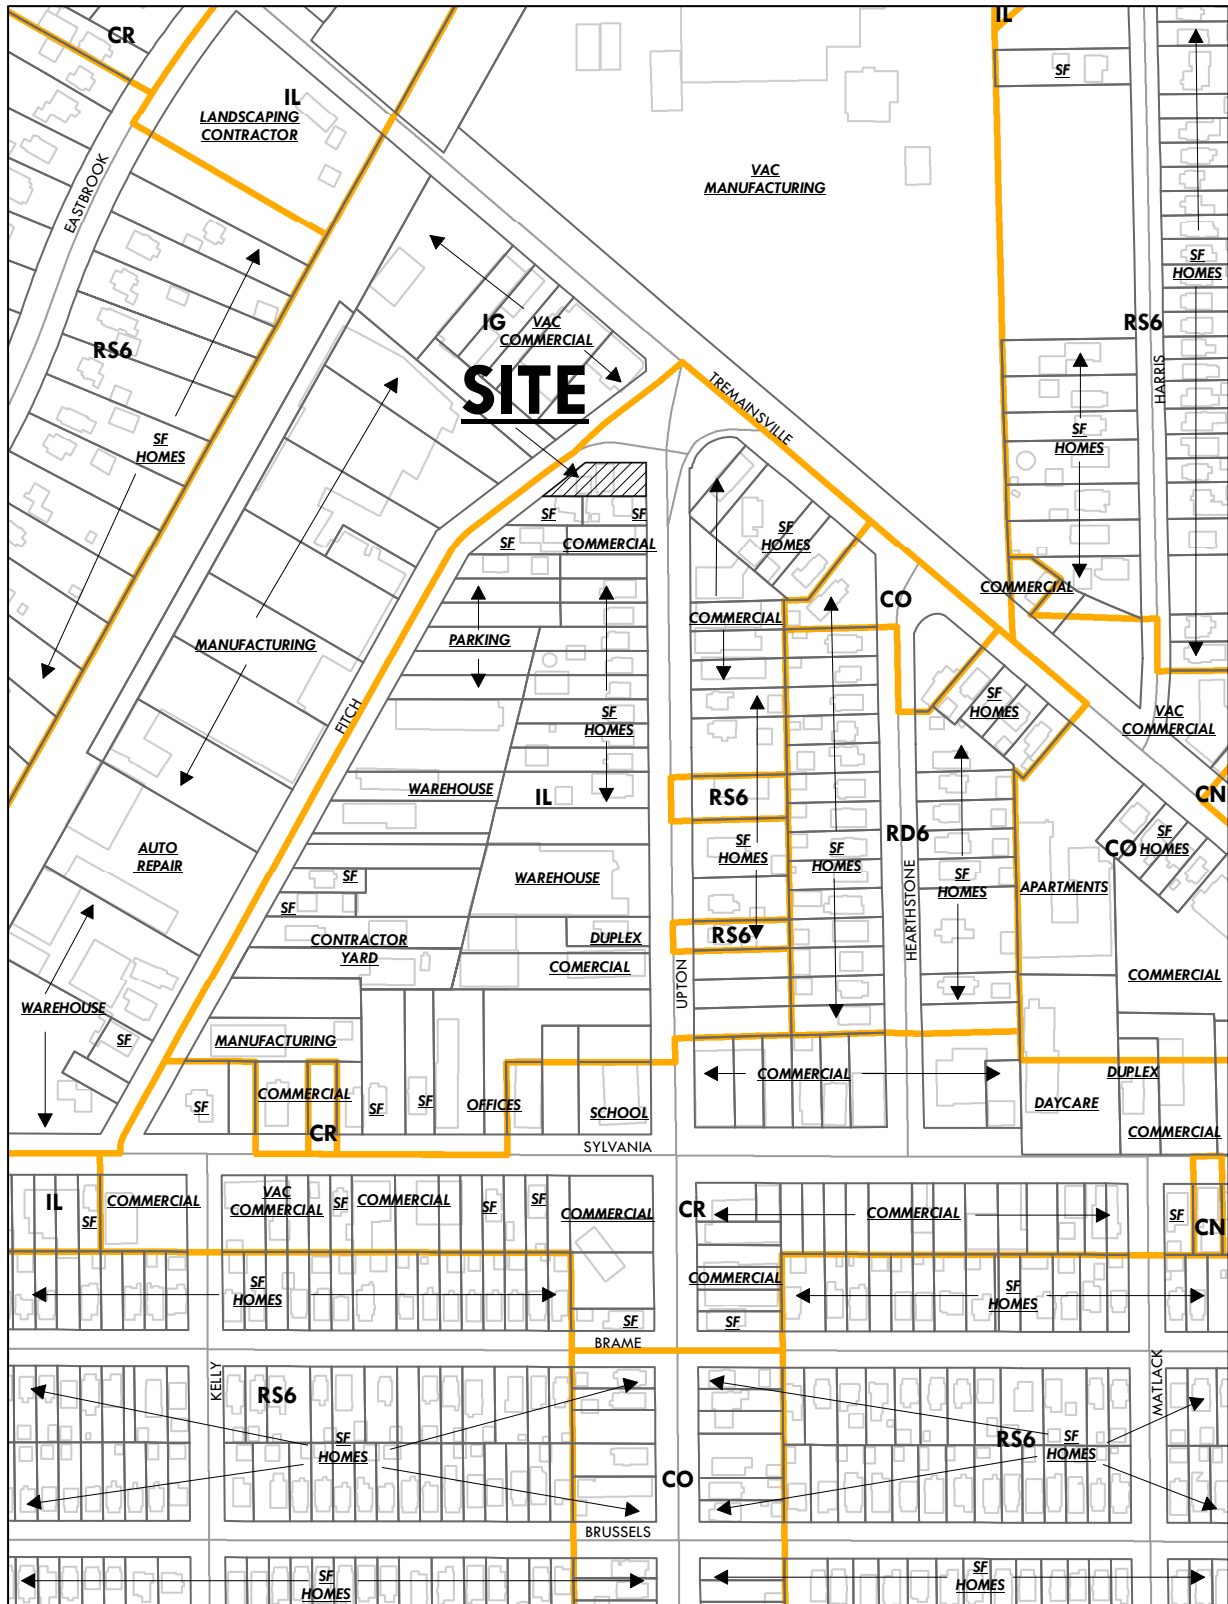 CR
IL
IL
LANDSCAPING
CONTRACTOR
SF
EASTBROOK
VAC
MANUFACTURING
SF
HOMES
IG
VAC
COMMERCIAL
RS6
RS6
SITE
TREMAINSVILLE
HARRIS
SF
HOMES
SF
HOMES
SF
HOMES
SF
SF
SF
COMMERCIAL
COMMERCIAL
CO
COMMERCIAL
MANUFACTURING
PARKING
SF
HOMES
FITCH
SF
HOMES
VAC
COMMERCIAL
WAREHOUSE
IL
RS6
CN
RD6
SF
HOMES
SF
HOMES
CO
SF
HOMES
AUTO
REPAIR
SF
WAREHOUSE
SF
HOMES
APARTMENTS
SF
HEARTHSTONE
CONTRACTOR
YARD
DUPLEX
RS6
COMERCIAL
UPTON
COMMERCIAL
WAREHOUSE
SF
MANUFACTURING
COMMERCIAL
DUPLEX
SF
COMMERCIAL
SF
SF
OFFICES
SCHOOL
DAYCARE
CR
COMMERCIAL
SYLVANIA
IL
SF
COMMERCIAL
VAC
COMMERCIAL
SF
COMMERCIAL
SF
SF
COMMERCIAL
CR
COMMERCIAL
SF
CN
SF
HOMES
COMMERCIAL
SF
HOMES
SF
SF
BRAME
KELLY
MATLACK
RS6
SF
HOMES
RS6
SF
HOMES
CO
BRUSSELS
SF
HOMES
SF
HOMES